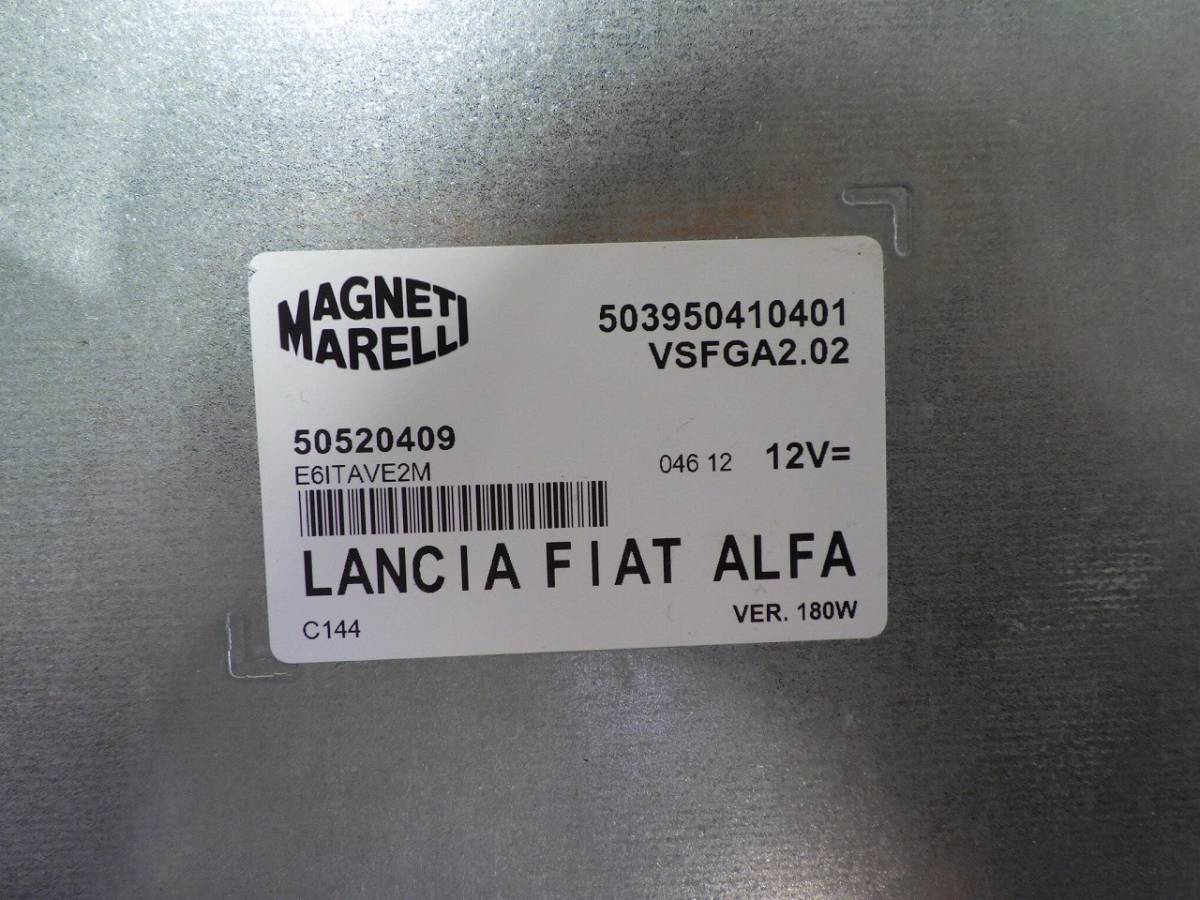 MAGNETI
MARELLI
503950410401
VSFGA2.02
50520409
E6ITAVE2M
046 12 12V=
LANCIA FIAT ALFA
C144
VER. 180W